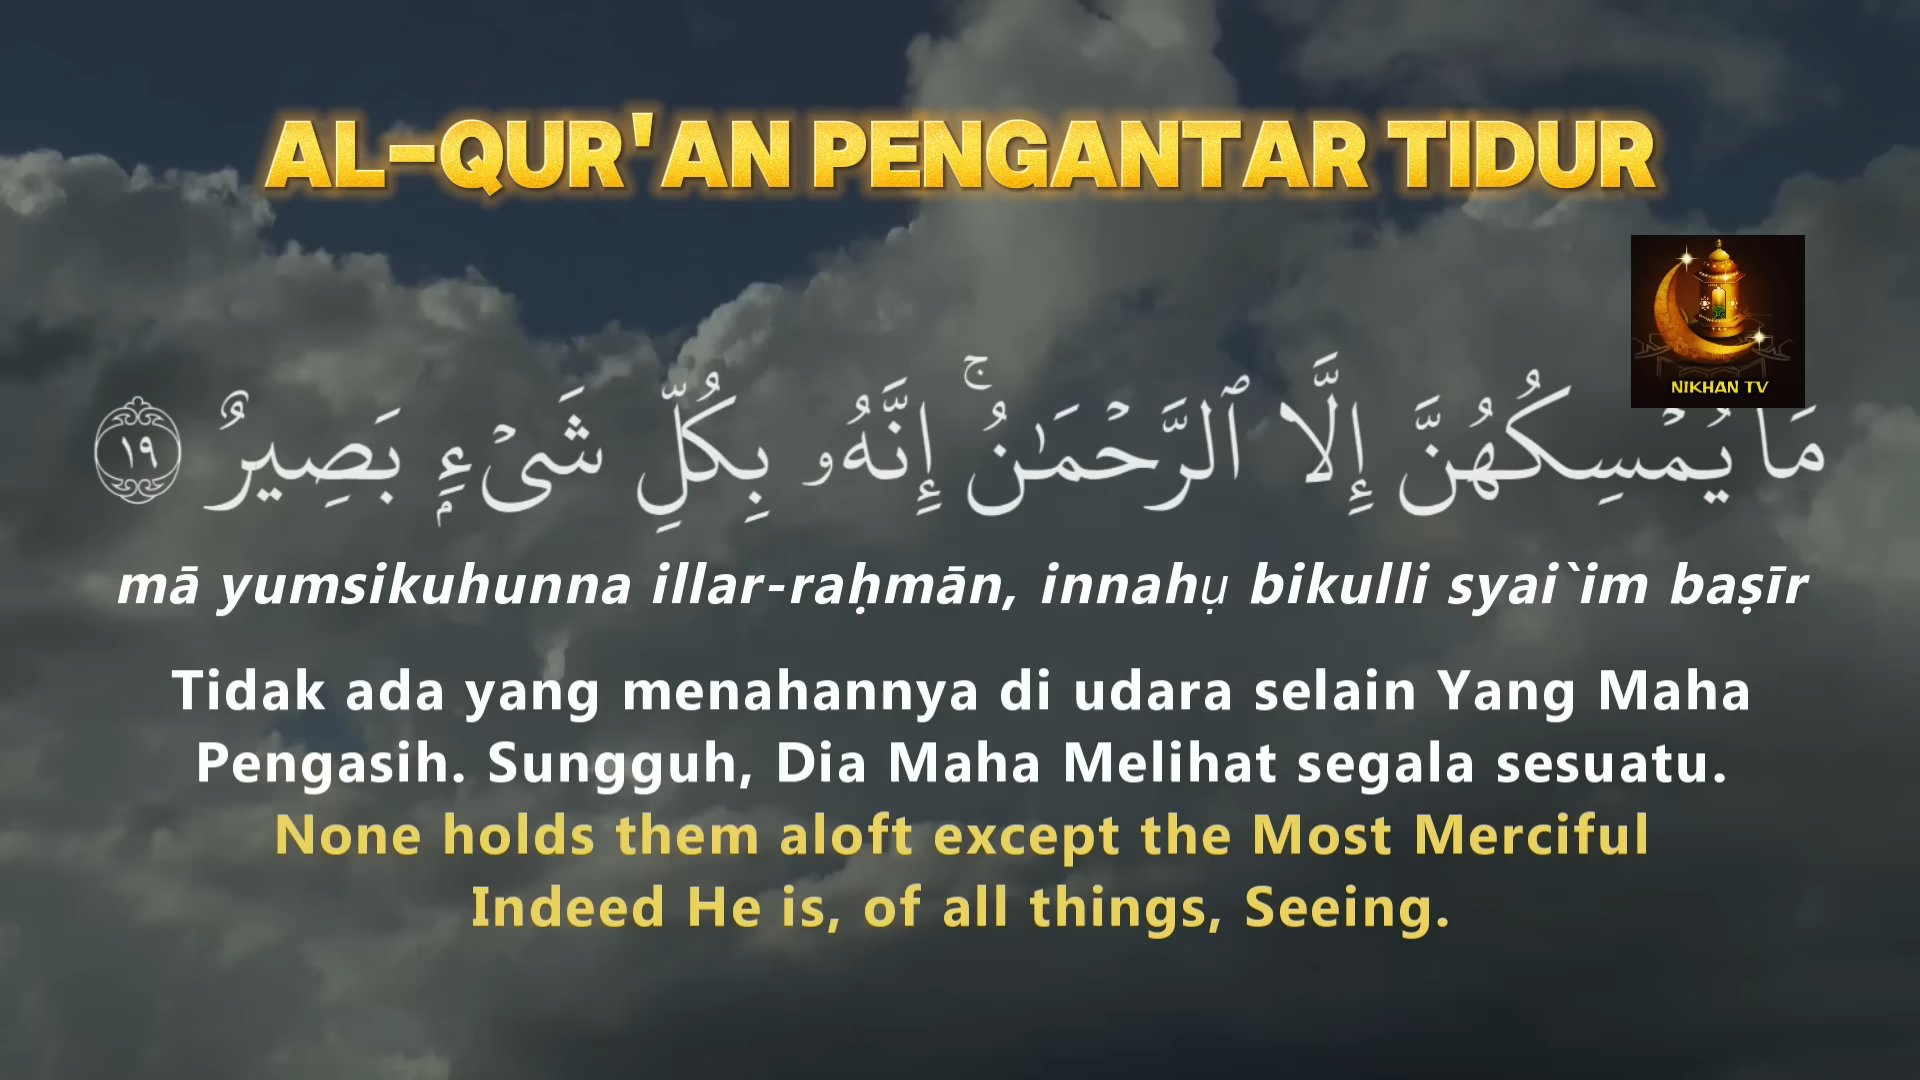 AL-QUR'AN PENGANTAR TIDUR
NIKHAN TV
مَا يُمْسِكُهُنَّ إِلَّا ٱلرَّحْمَـٰنُ ۚ إِنَّهُۥ بِكُلِّ شَىْءٍۭ بَصِيرٌ ١٩
mā yumsikuhunna illar-raḥmān, innahụ bikulli syai`im baṣīr
Tidak ada yang menahannya di udara selain Yang Maha
Pengasih. Sungguh, Dia Maha Melihat segala sesuatu.
None holds them aloft except the Most Merciful
Indeed He is, of all things, Seeing.